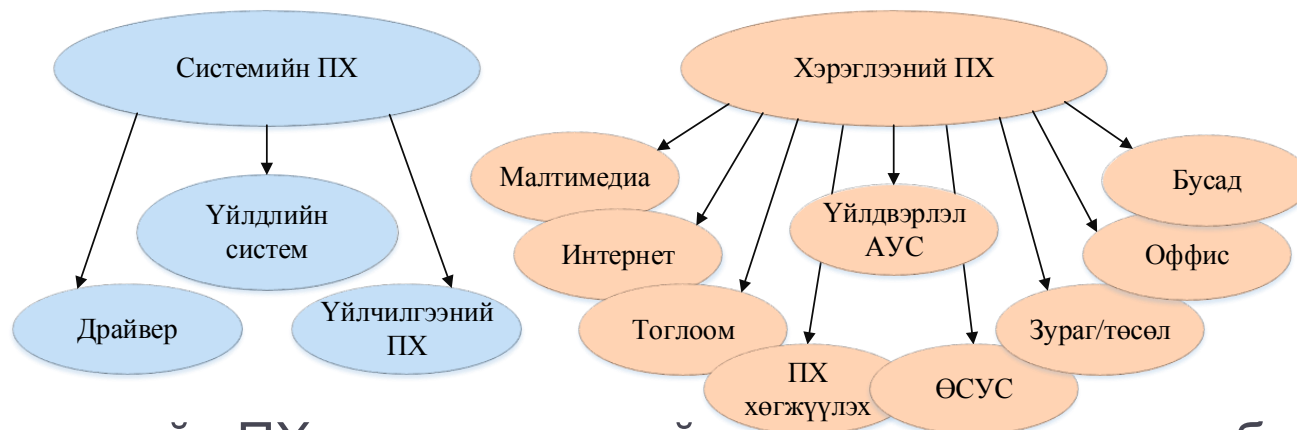 Системийн ПХ
Хэрэглээний ПХ
Үйлдлийн
систем
Драйвер
Үйлчилгээний
ПХ
Малтимедиа
Интернет
Тоглоом
ПХ
хөгжүүлэх
Үйлдвэрлэл
АУС
ӨСУС
Зураг/төсөл
Оффис
Бусад